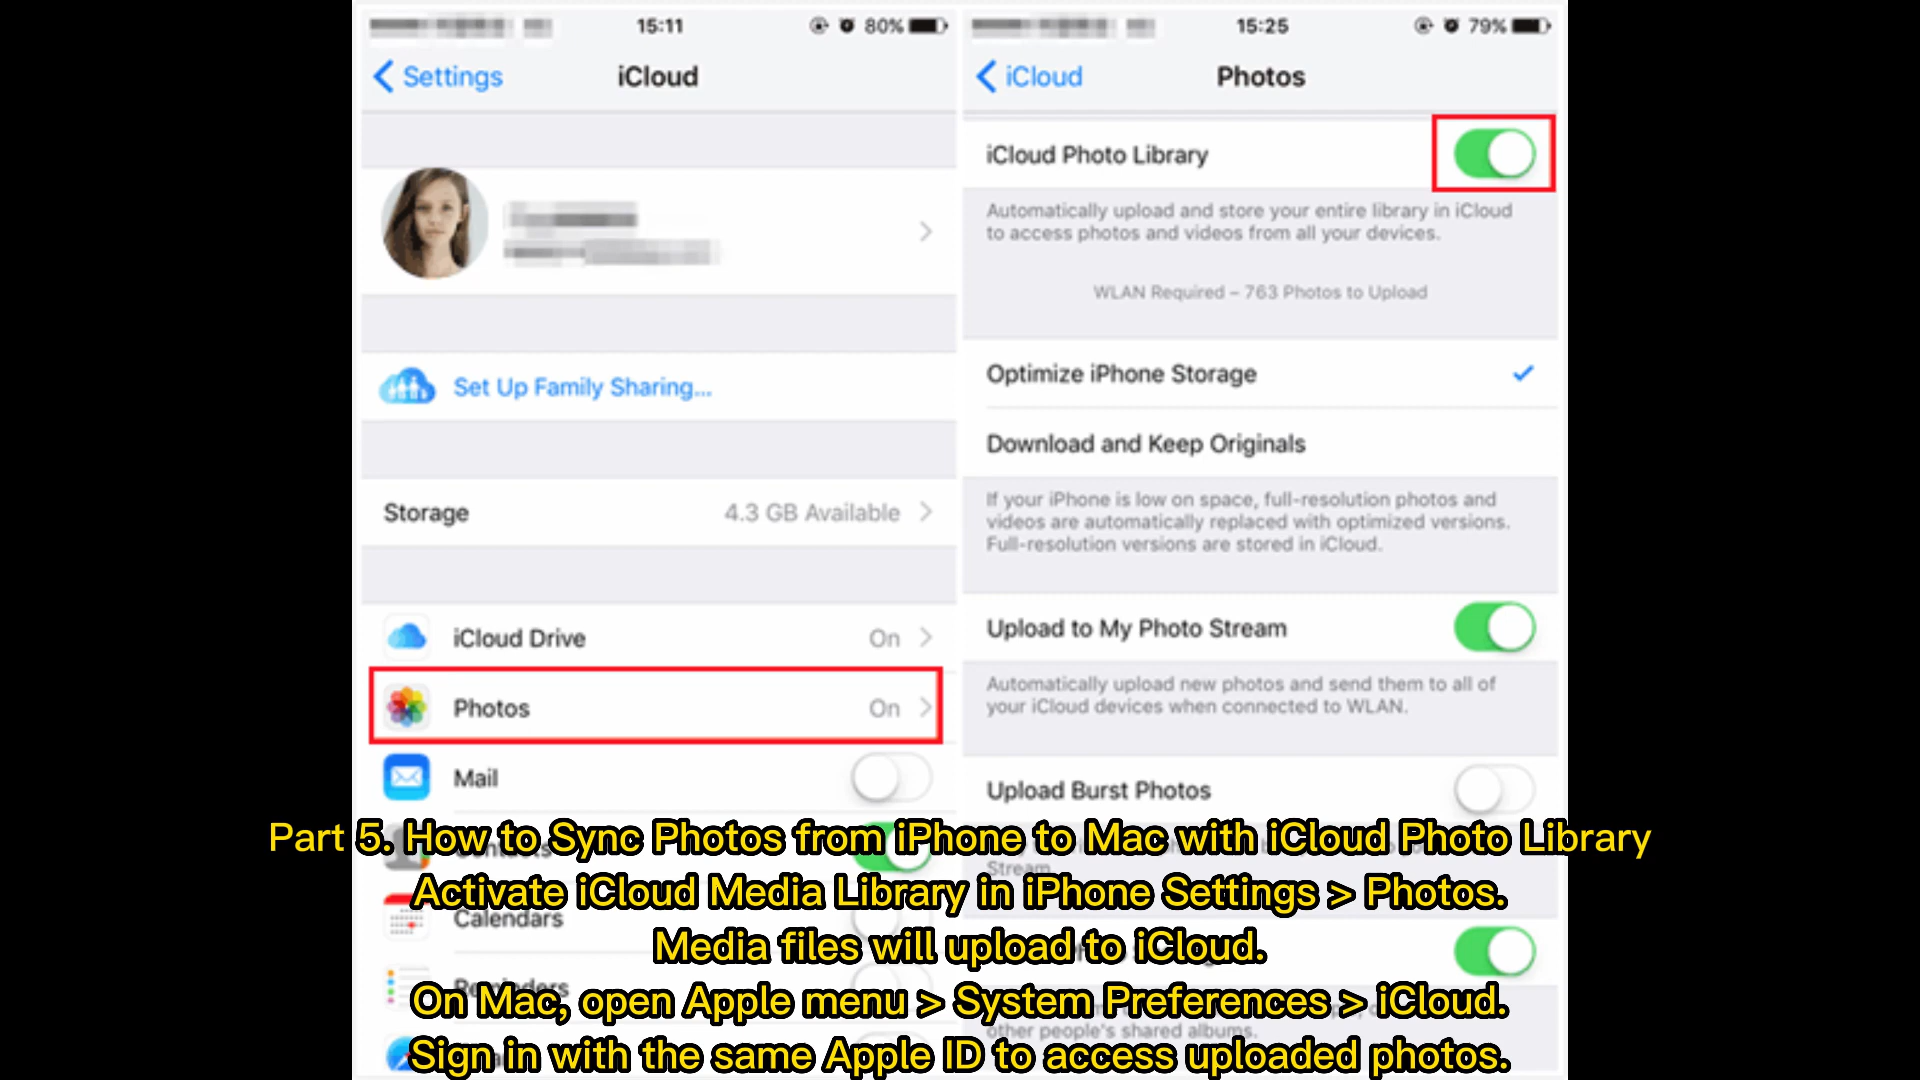 15:11
80%
Settings
iCloud
Set Up Family Sharing...
Storage
4.3 GB Available
iCloud Drive
On
Photos
On
Mail
Contacts
Calendars
Reminders
15:25
79%
iCloud
Photos
iCloud Photo Library
Automatically upload and store your entire library in iCloud
to access photos and videos from all your devices.
WLAN Required – 763 Photos to Upload
Optimize iPhone Storage
Download and Keep Originals
If your iPhone is low on space, full-resolution photos and
videos are automatically replaced with optimized versions.
Full-resolution versions are stored in iCloud.
Upload to My Photo Stream
Automatically upload new photos and send them to all of
your iCloud devices when connected to WLAN.
Upload Burst Photos
Stream.
other people's shared albums.
Part 5. How to Sync Photos from iPhone to Mac with iCloud Photo Library
Activate iCloud Media Library in iPhone Settings > Photos.
Media files will upload to iCloud.
On Mac, open Apple menu > System Preferences > iCloud.
Sign in with the same Apple ID to access uploaded photos.